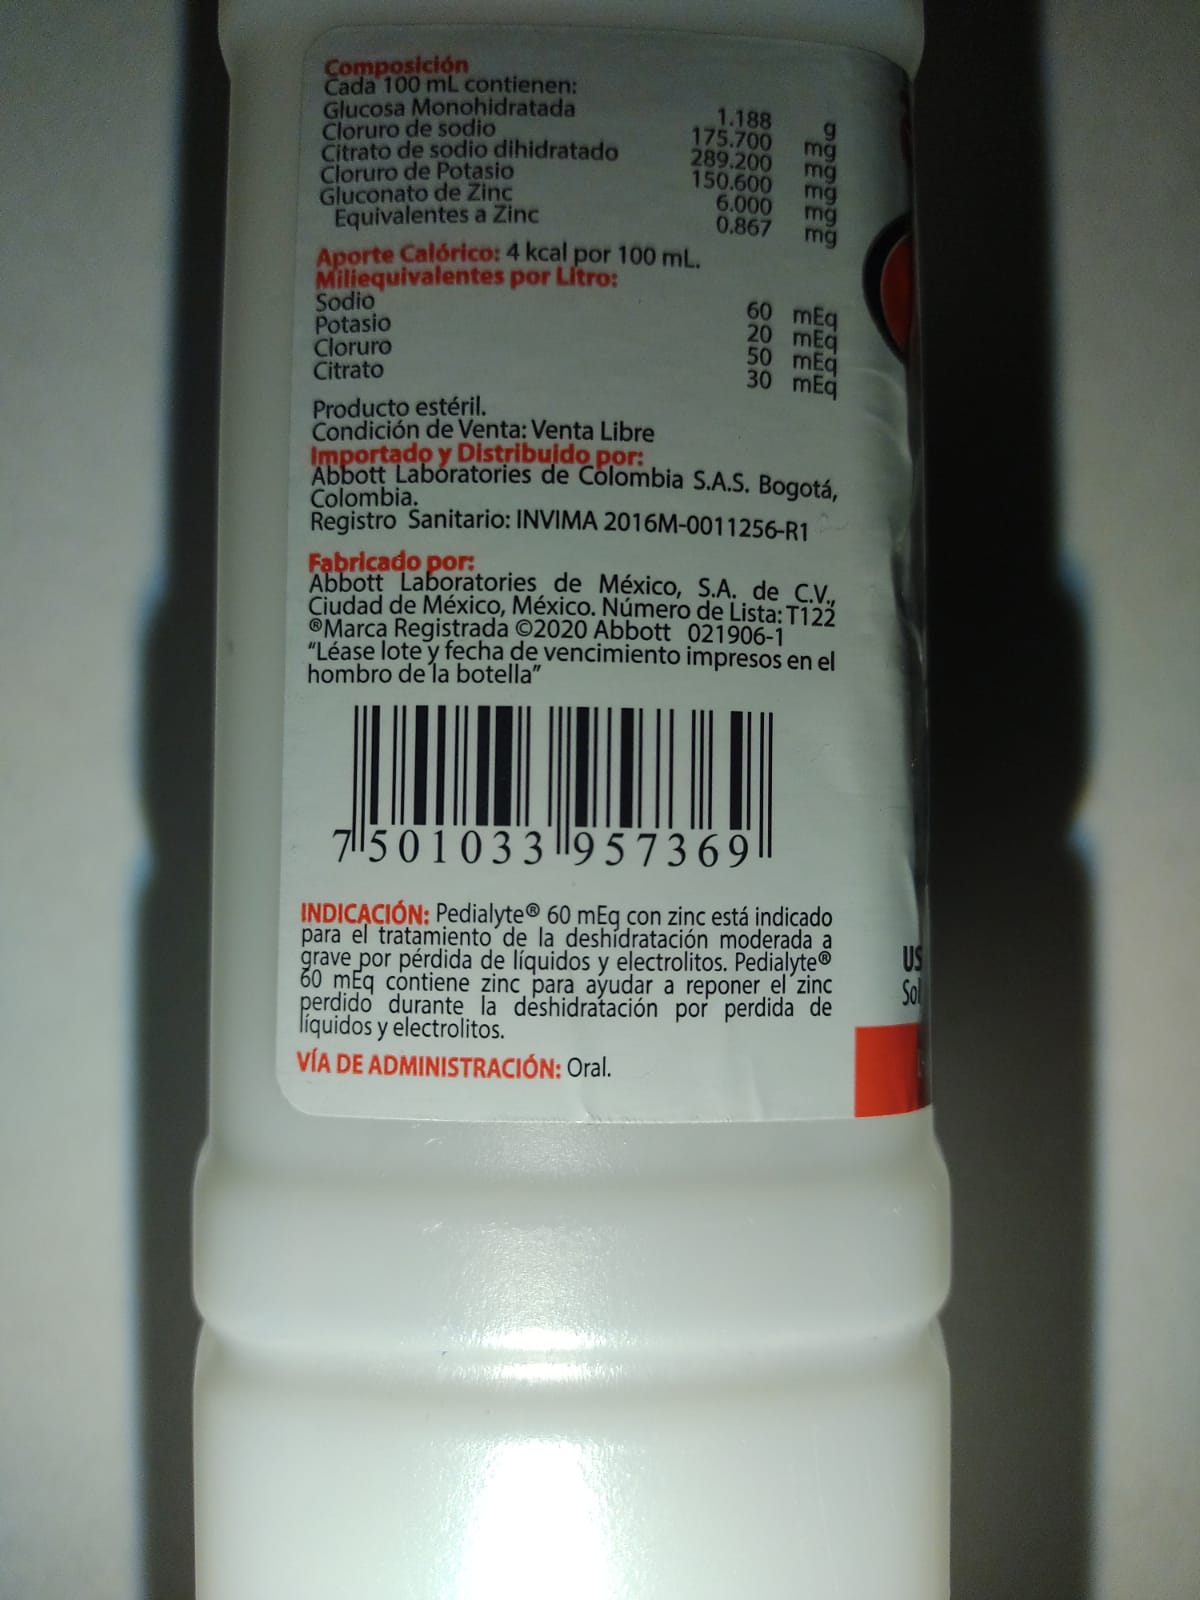 Composición
Cada 100 mL contienen:
Glucosa Monohidratada 1.188 g
Cloruro de sodio 175.700 mg
Citrato de sodio dihidratado 289.200 mg
Cloruro de Potasio 150.600 mg
Gluconato de Zinc 6.000 mg
Equivalentes a Zinc 0.867 mg
Aporte Calórico: 4 kcal por 100 mL.
Miliequivalentes por Litro:
Sodio 60 mEq
Potasio 20 mEq
Cloruro 50 mEq
Citrato 30 mEq
Producto estéril.
Condición de Venta: Venta Libre
Importado y Distribuido por:
Abbott Laboratories de Colombia S.A.S. Bogotá,
Colombia.
Registro Sanitario: INVIMA 2016M-0011256-R1
Fabricado por:
Abbott Laboratories de México, S.A. de C.V.,
Ciudad de México, México. Número de Lista: T122
®Marca Registrada ©2020 Abbott 021906-1
“Léase lote y fecha de vencimiento impresos en el
hombro de la botella”
7 501033 957369
INDICACIÓN: Pedialyte® 60 mEq con zinc está indicado
para el tratamiento de la deshidratación moderada a
grave por pérdida de líquidos y electrolitos. Pedialyte®
60 mEq contiene zinc para ayudar a reponer el zinc
perdido durante la deshidratación por perdida de
líquidos y electrolitos.
VÍA DE ADMINISTRACIÓN: Oral.